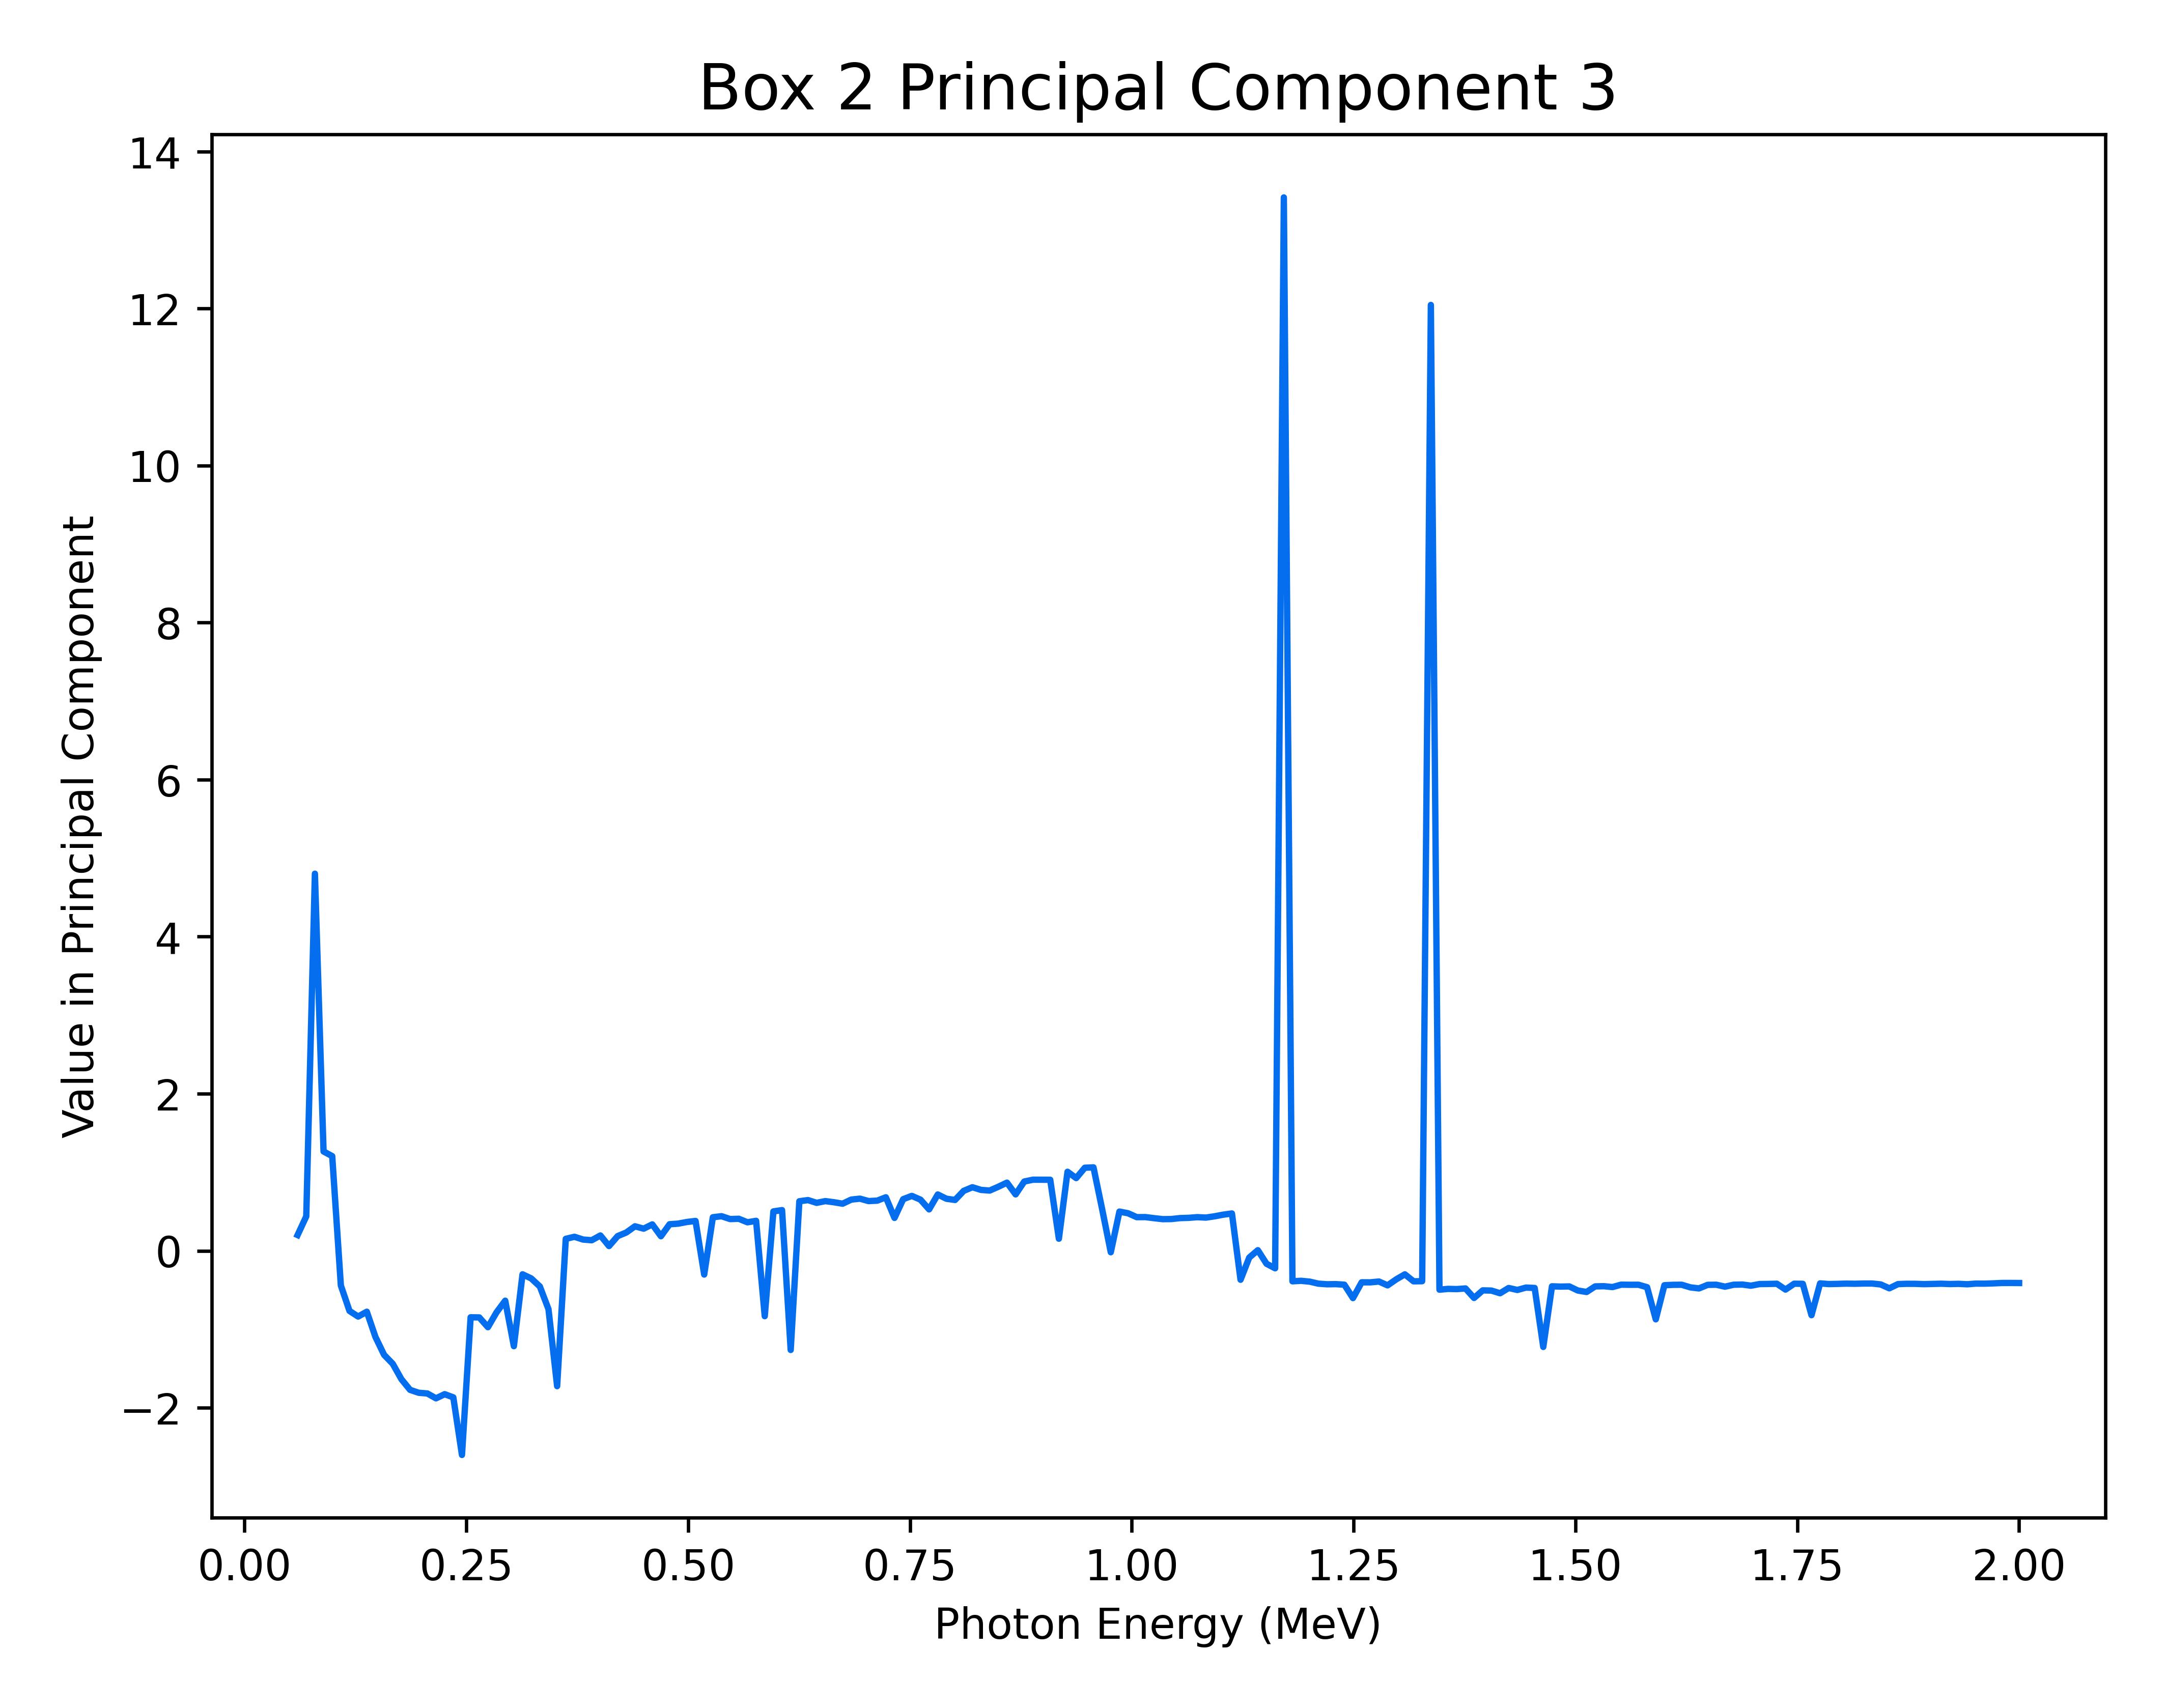 Box 2 Principal Component 3
14
12
10
8
6
4
2
0
−2
Value in Principal Component
0.00 0.25 0.50 0.75 1.00 1.25 1.50 1.75 2.00
Photon Energy (MeV)